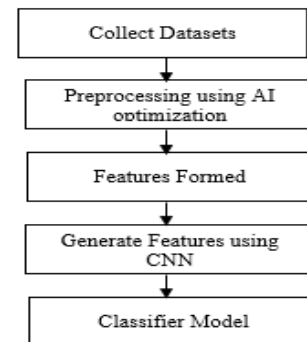 Collect Datasets
Preprocessing using AI
optimization
Features Formed
Generate Features using
CNN
Classifier Model